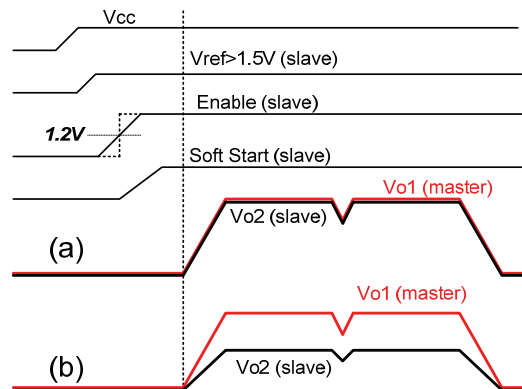 Vcc
Vref>1.5V (slave)
Enable (slave)
1.2V
Soft Start (slave)
Vo1 (master)
Vo2 (slave)
(a)
Vo1 (master)
(b)
Vo2 (slave)